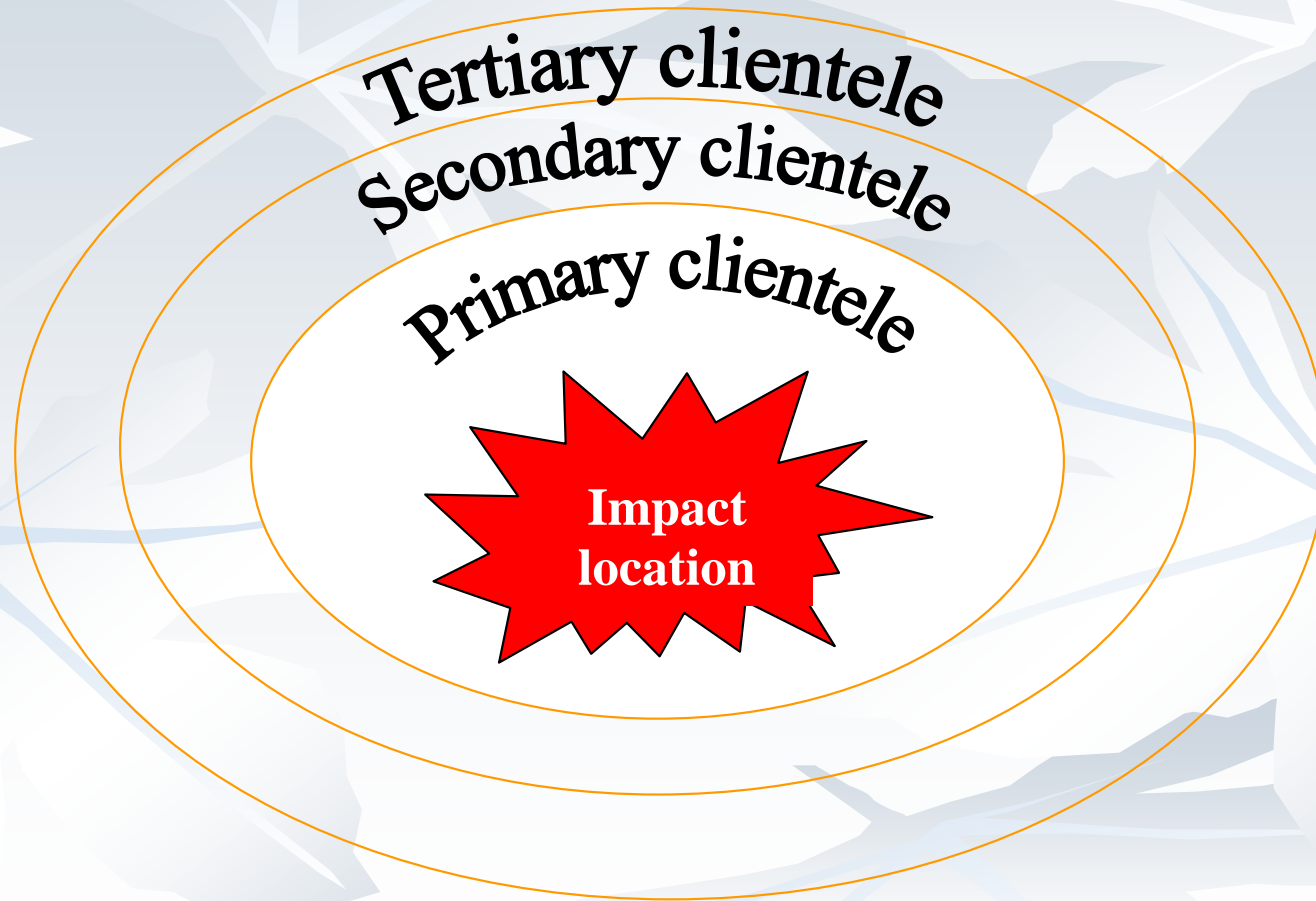 Tertiary clientele
Secondary clientele
Primary clientele
Impact
location